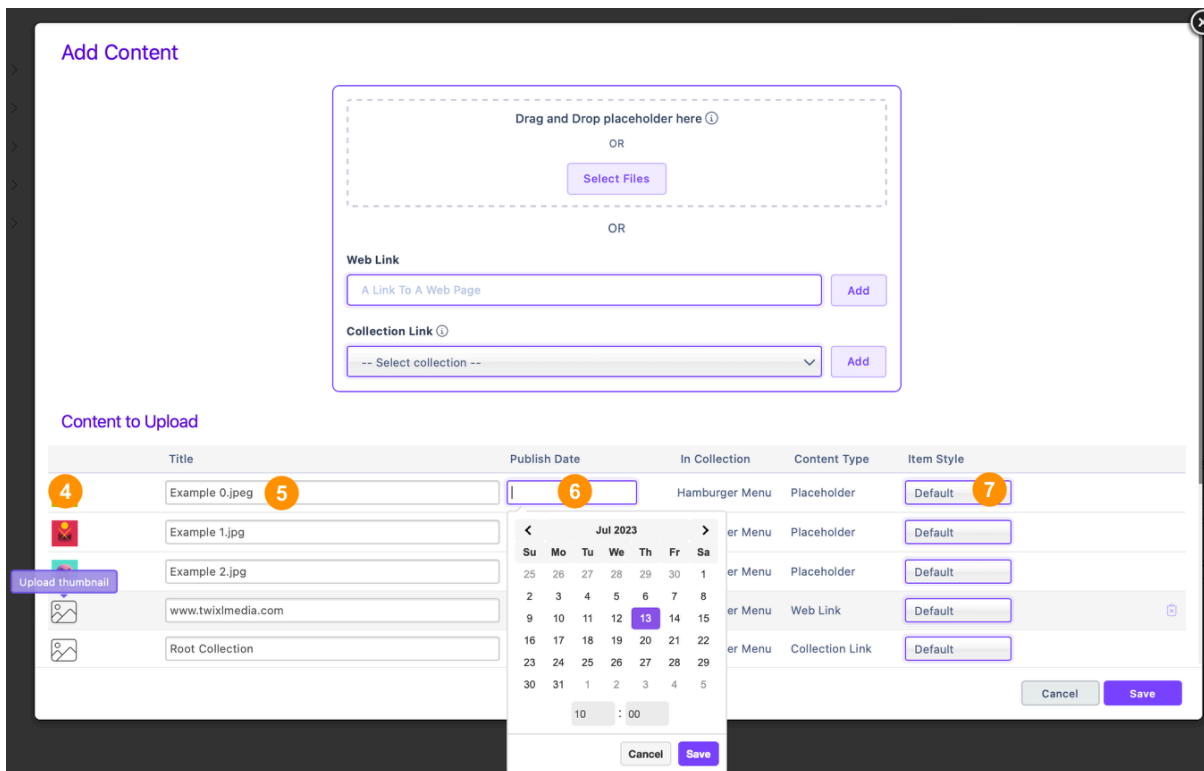 Add Content
Drag and Drop placeholder here
OR
Select Files
OR
Web Link
A Link To A Web Page Add
Collection Link
-- Select collection -- Add
Content to Upload
Title Publish Date In Collection Content Type Item Style
4 Example 0.jpeg 5 6 Hamburger Menu Placeholder Default 7
Example 1.jpg er Menu Placeholder Default
Example 2.jpg er Menu Placeholder Default
Upload thumbnail
www.twixlmedia.com er Menu Web Link Default
Root Collection er Menu Collection Link Default
Jul 2023
Su Mo Tu We Th Fr Sa
25 26 27 28 29 30 1
2 3 4 5 6 7 8
9 10 11 12 13 14 15
16 17 18 19 20 21 22
23 24 25 26 27 28 29
30 31 1 2 3 4 5
10 : 00
Cancel Save
Cancel Save